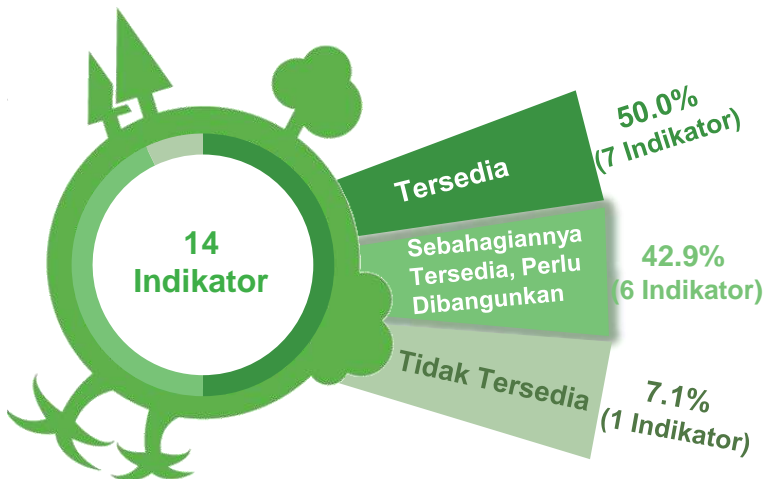 14
Indikator
Tersedia
50.0%
(7 Indikator)
Sebahagiannya
Tersedia, Perlu
Dibangunkan
42.9%
(6 Indikator)
Tidak Tersedia
7.1%
(1 Indikator)